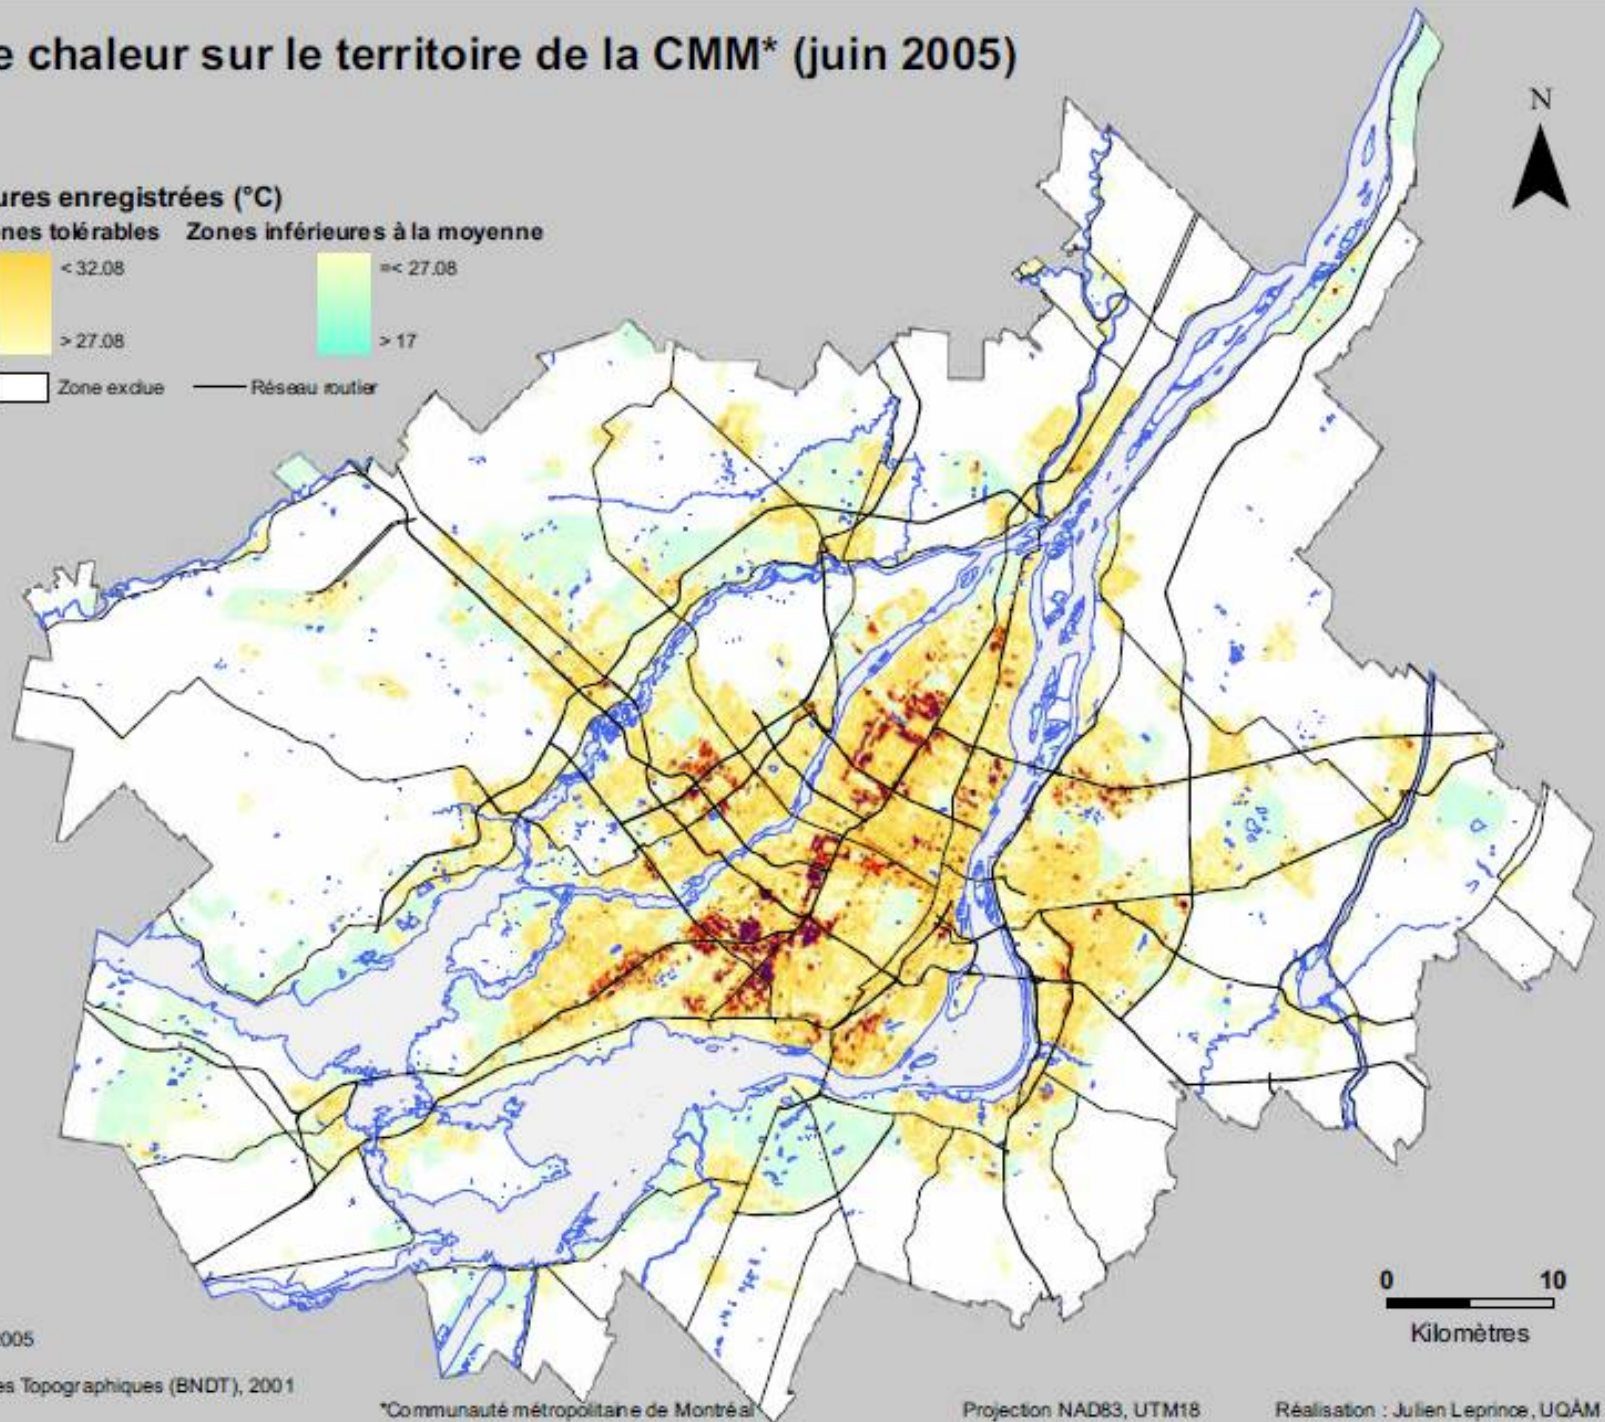 e chaleur sur le territoire de la CMM* (juin 2005)
N
ures enregistrées (°C)
nes tolérables Zones inférieures à la moyenne
< 32.08 =< 27.08
> 27.08 > 17
Zone exclue Réseau routier
0 10
Kilomètres
2005
es Topographiques (BNDT), 2001
*Communauté métropolitaine de Montréal Projection NAD83, UTM18 Réalisation : Julien Leprince, UQÀM